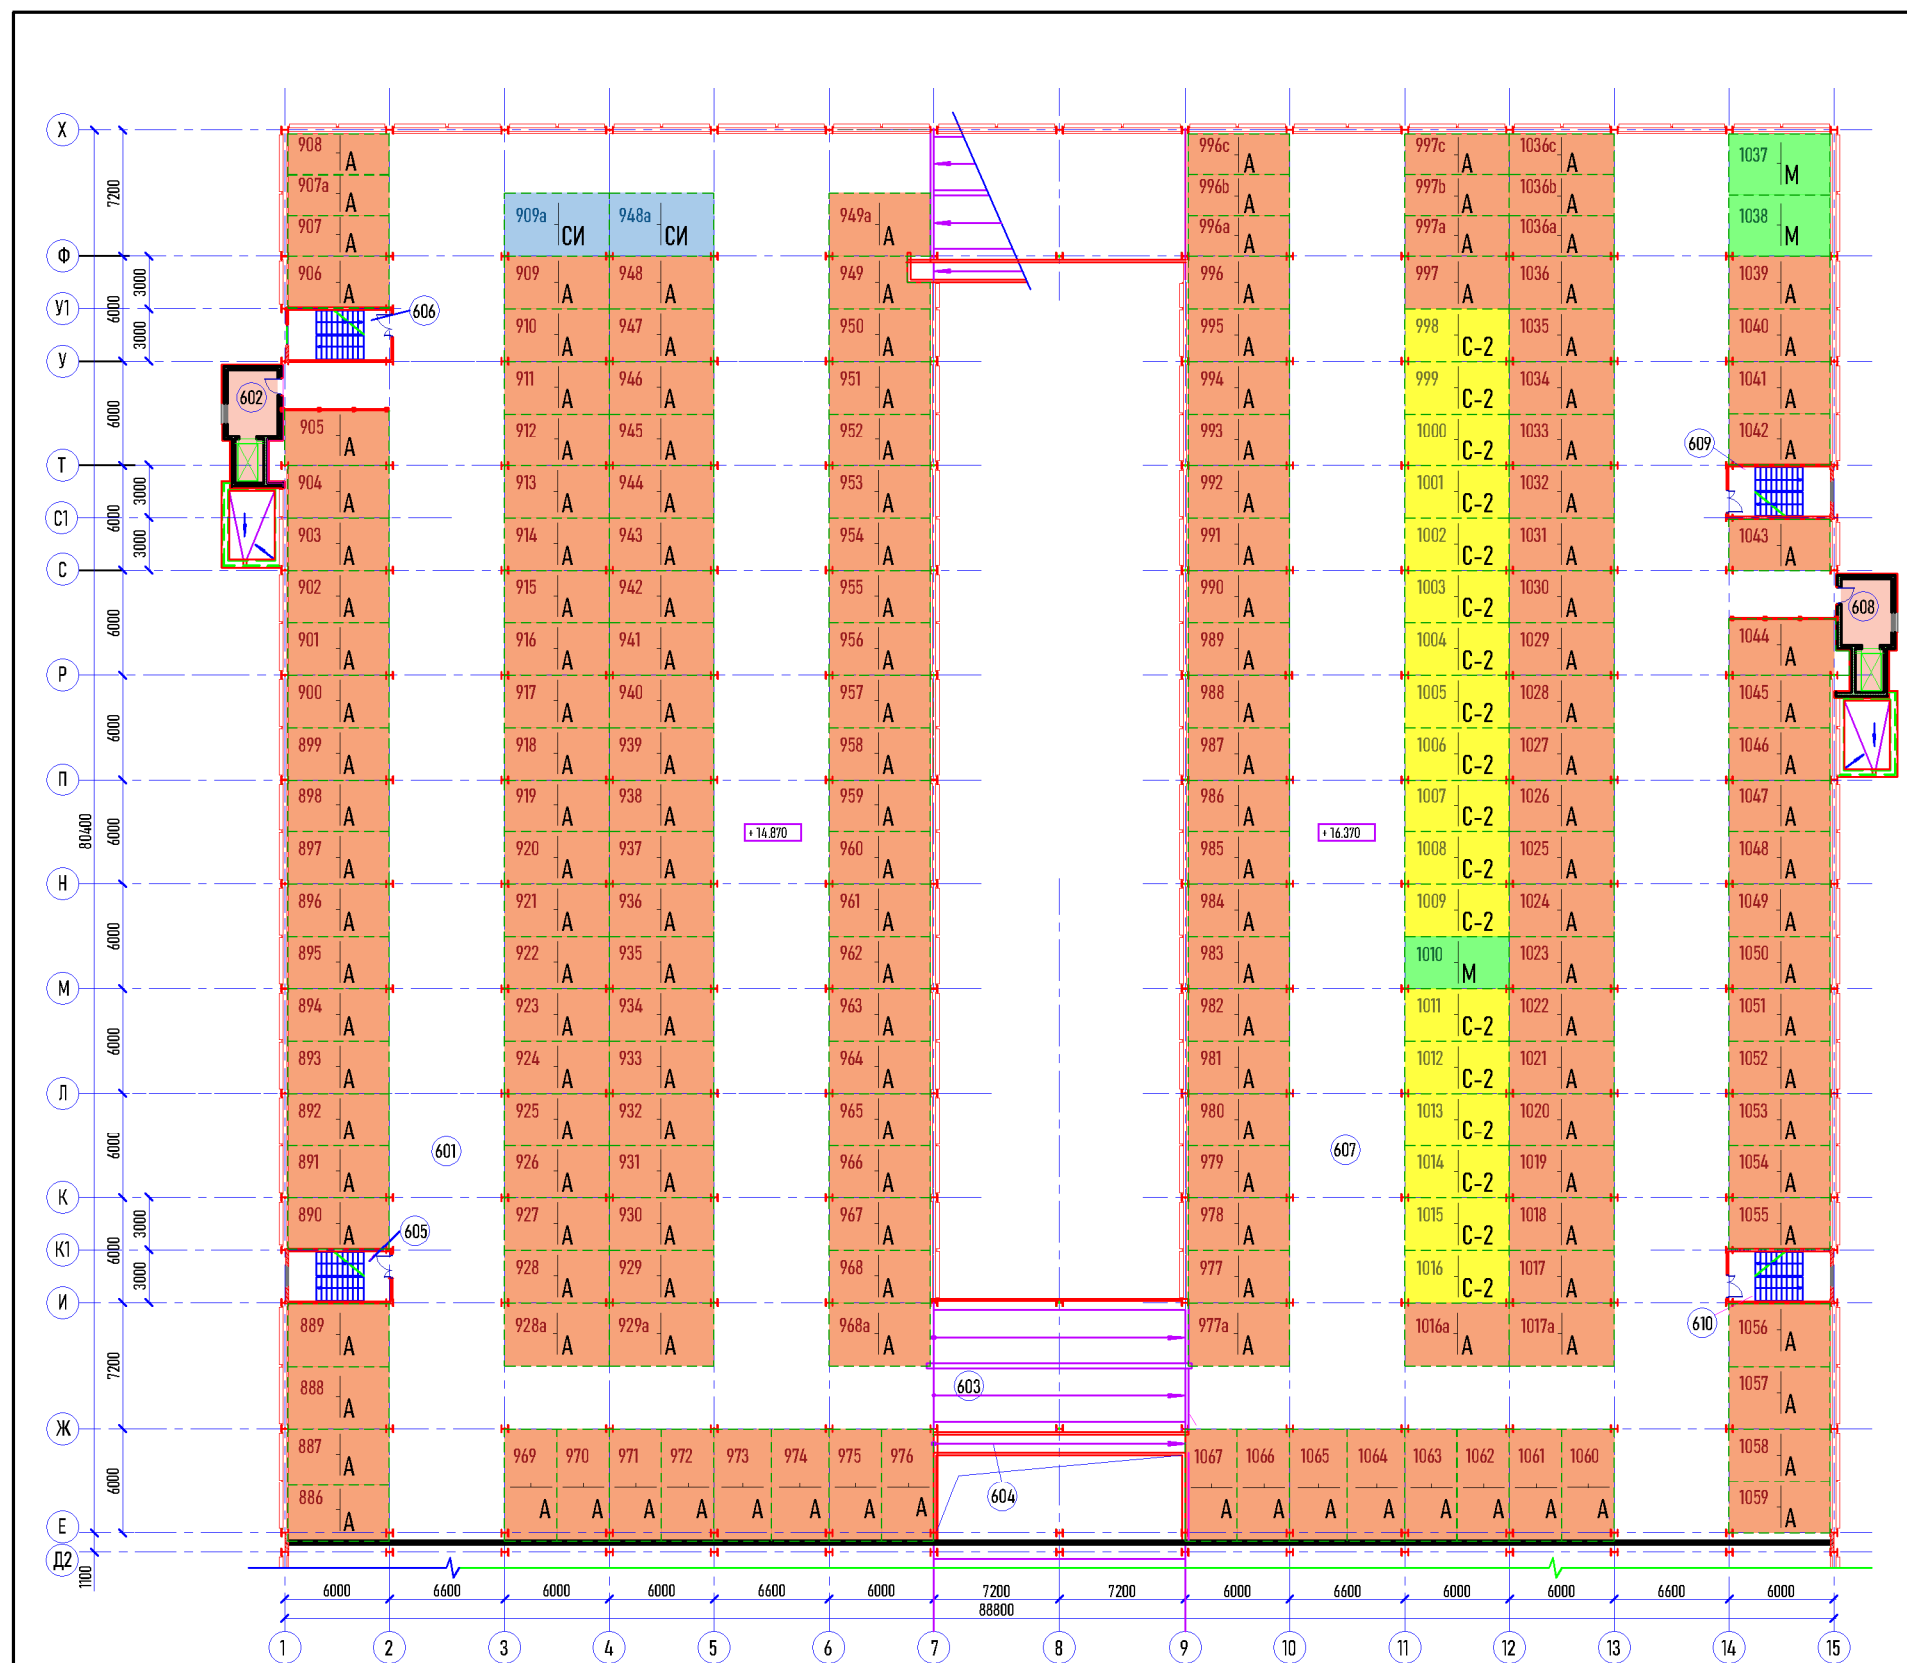 Х
908 А 996с А 997с А 1036с А 1037 М
907а А 996b А 997b А 1036b А
7200
909а СИ 948а СИ 949а А 1038 М
907 А 996а А 997а А 1036а А
Ф
906 А 909 А 948 А 949 А 996 А 997 А 1036 А 1039 А
3000
У1 6000 606
910 А 947 А 950 А 995 А 998 С-2 1035 А 1040 А
3000
У
911 А 946 А 951 А 994 А 999 С-2 1034 А 1041 А
602
6000
905 А 912 А 945 А 952 А 993 А 1000 С-2 1033 А 1042 А
609
Т
904 А 913 А 944 А 953 А 992 А 1001 С-2 1032 А
3000
С1 6000
903 А 914 А 943 А 954 А 991 А 1002 С-2 1031 А 1043 А
3000
С
902 А 915 А 942 А 955 А 990 А 1003 С-2 1030 А
608
6000
901 А 916 А 941 А 956 А 989 А 1004 С-2 1029 А 1044 А
Р
900 А 917 А 940 А 957 А 988 А 1005 С-2 1028 А 1045 А
6000
899 А 918 А 939 А 958 А 987 А 1006 С-2 1027 А 1046 А
П
898 А 919 А 938 А 959 А 986 А 1007 С-2 1026 А 1047 А
80400 6000 + 14.870 + 16.370
897 А 920 А 937 А 960 А 985 А 1008 С-2 1025 А 1048 А
Н
896 А 921 А 936 А 961 А 984 А 1009 С-2 1024 А 1049 А
6000
895 А 922 А 935 А 962 А 983 А 1010 М 1023 А 1050 А
М
894 А 923 А 934 А 963 А 982 А 1011 С-2 1022 А 1051 А
6000
893 А 924 А 933 А 964 А 981 А 1012 С-2 1021 А 1052 А
Л
892 А 925 А 932 А 965 А 980 А 1013 С-2 1020 А 1053 А
6000 601 607
891 А 926 А 931 А 966 А 979 А 1014 С-2 1019 А 1054 А
К
890 А 927 А 930 А 967 А 978 А 1015 С-2 1018 А 1055 А
3000 605
К1 6000
928 А 929 А 968 А 977 А 1016 С-2 1017 А
3000
И
889 А 928а А 929а А 968а А 977а А 1016а А 1017а А 1056 А
610
7200
888 А 603 1057 А
Ж
887 А 969 970 971 972 973 974 975 976 1067 1066 1065 1064 1063 1062 1061 1060 1058 А
6000 604
886 А А А А А А А А А А А А А А А А А 1059 А
Е
Д2
1100
6000 6600 6000 6000 6600 6000 7200 7200 6000 6600 6000 6000 6600 6000
88800
1 2 3 4 5 6 7 8 9 10 11 12 13 14 15